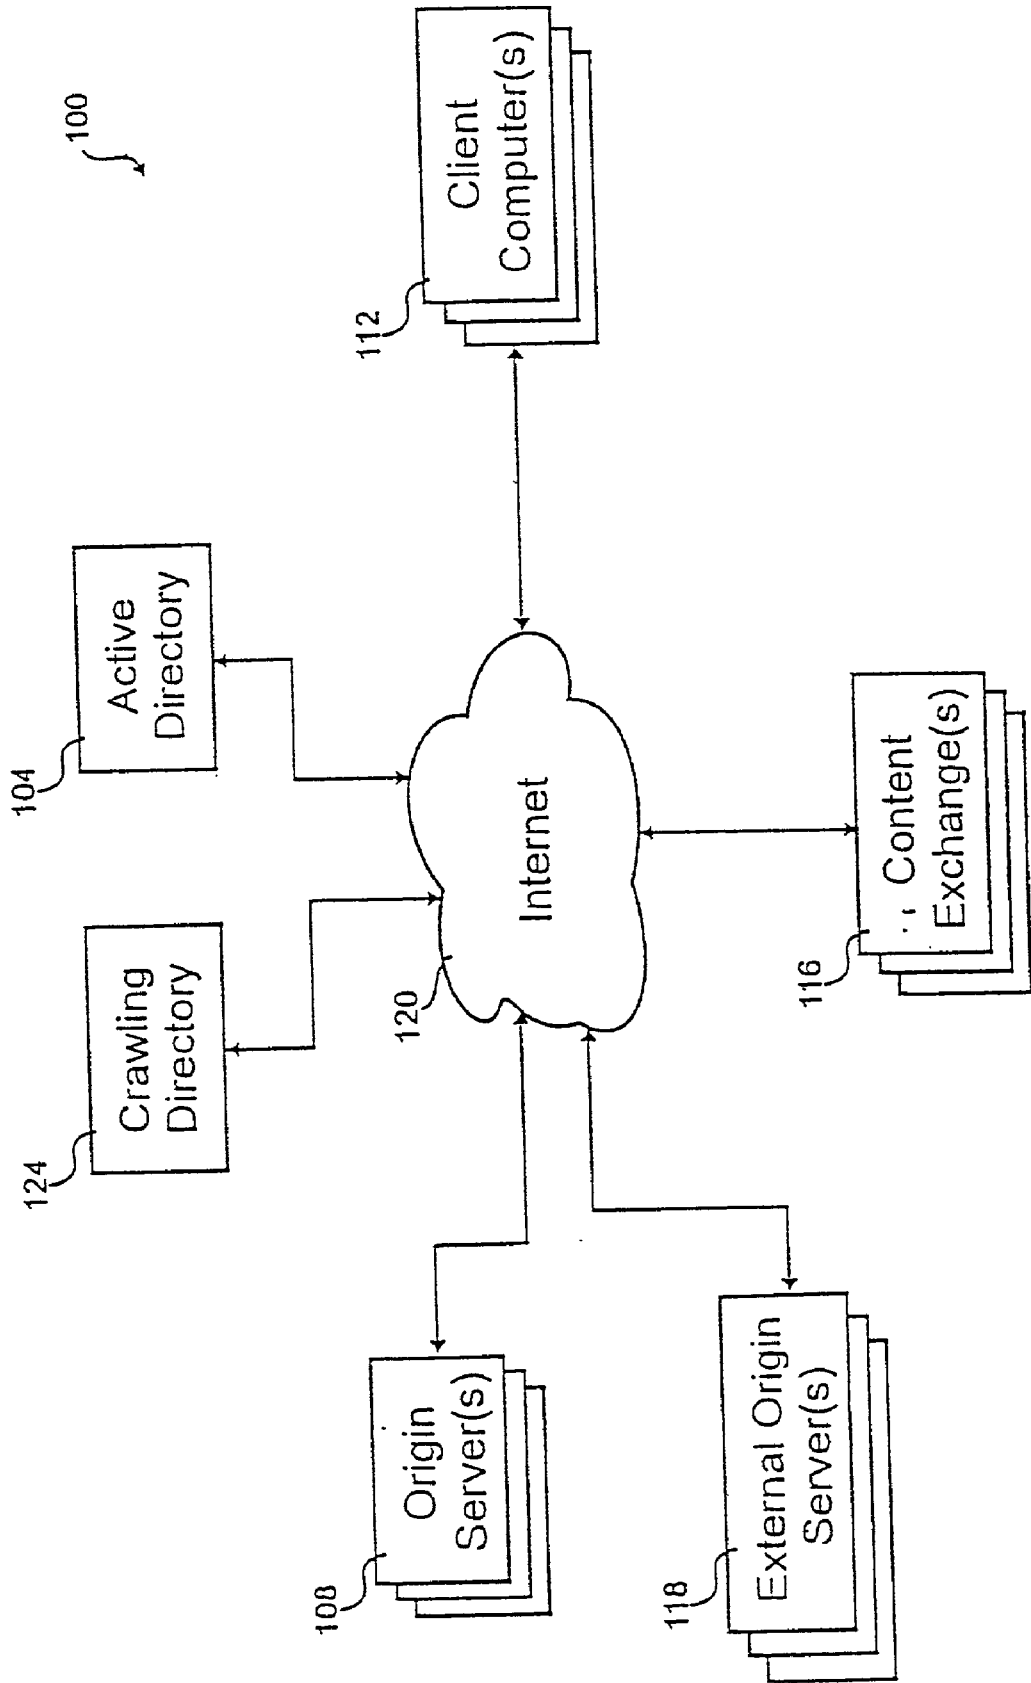 100
124
Crawling
Directory
104
Active
Directory
108
Origin
Server(s)
120
Internet
112
Client
Computer(s)
118
External Origin
Server(s)
116
Content
Exchange(s)